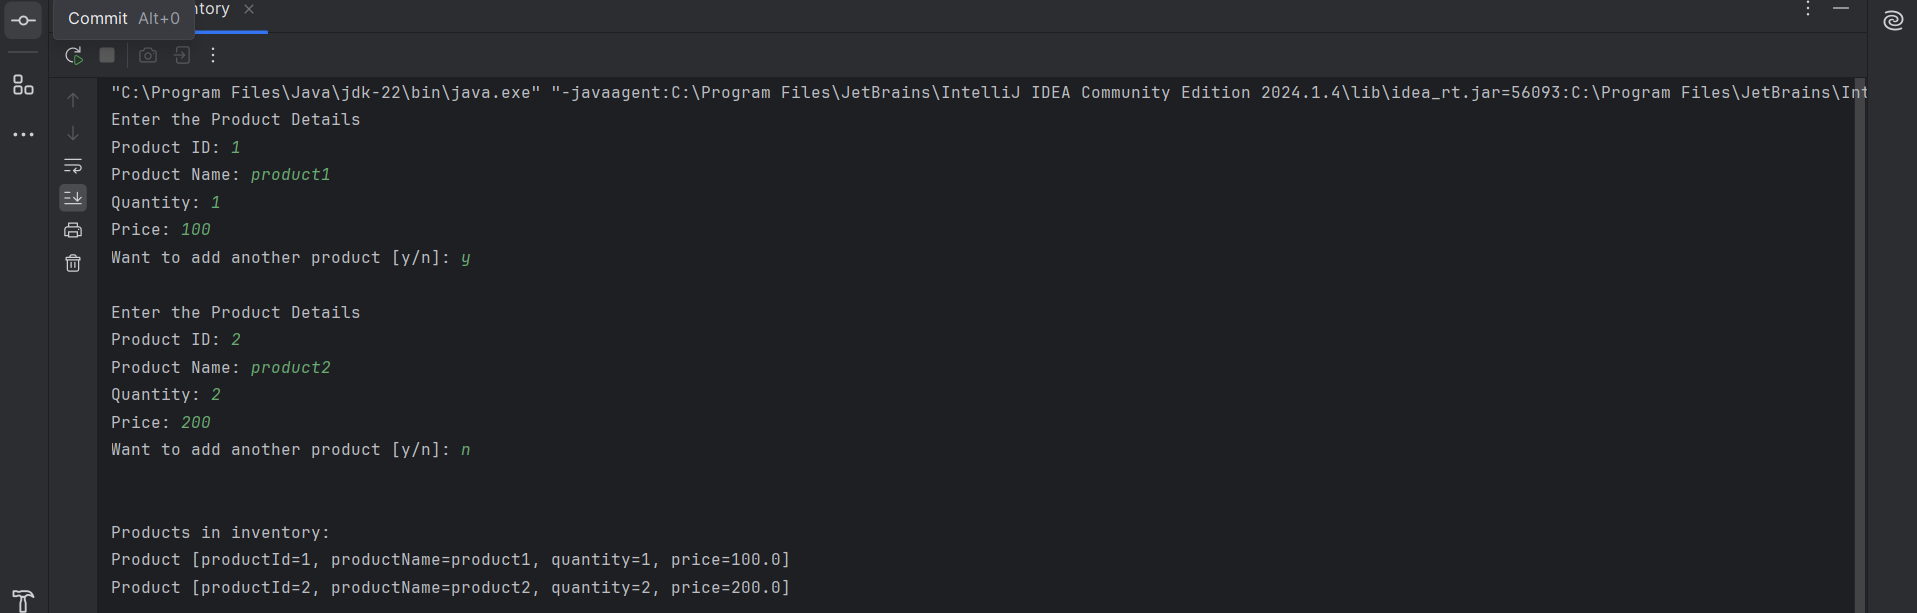 Commit Alt+0
ntory
"C:\Program Files\Java\jdk-22\bin\java.exe" "-javaagent:C:\Program Files\JetBrains\IntelliJ IDEA Community Edition 2024.1.4\lib\idea_rt.jar=56093:C:\Program Files\JetBrains\Int
Enter the Product Details
Product ID: 1
Product Name: product1
Quantity: 1
Price: 100
Want to add another product [y/n]: y
Enter the Product Details
Product ID: 2
Product Name: product2
Quantity: 2
Price: 200
Want to add another product [y/n]: n
Products in inventory:
Product [productId=1, productName=product1, quantity=1, price=100.0]
Product [productId=2, productName=product2, quantity=2, price=200.0]